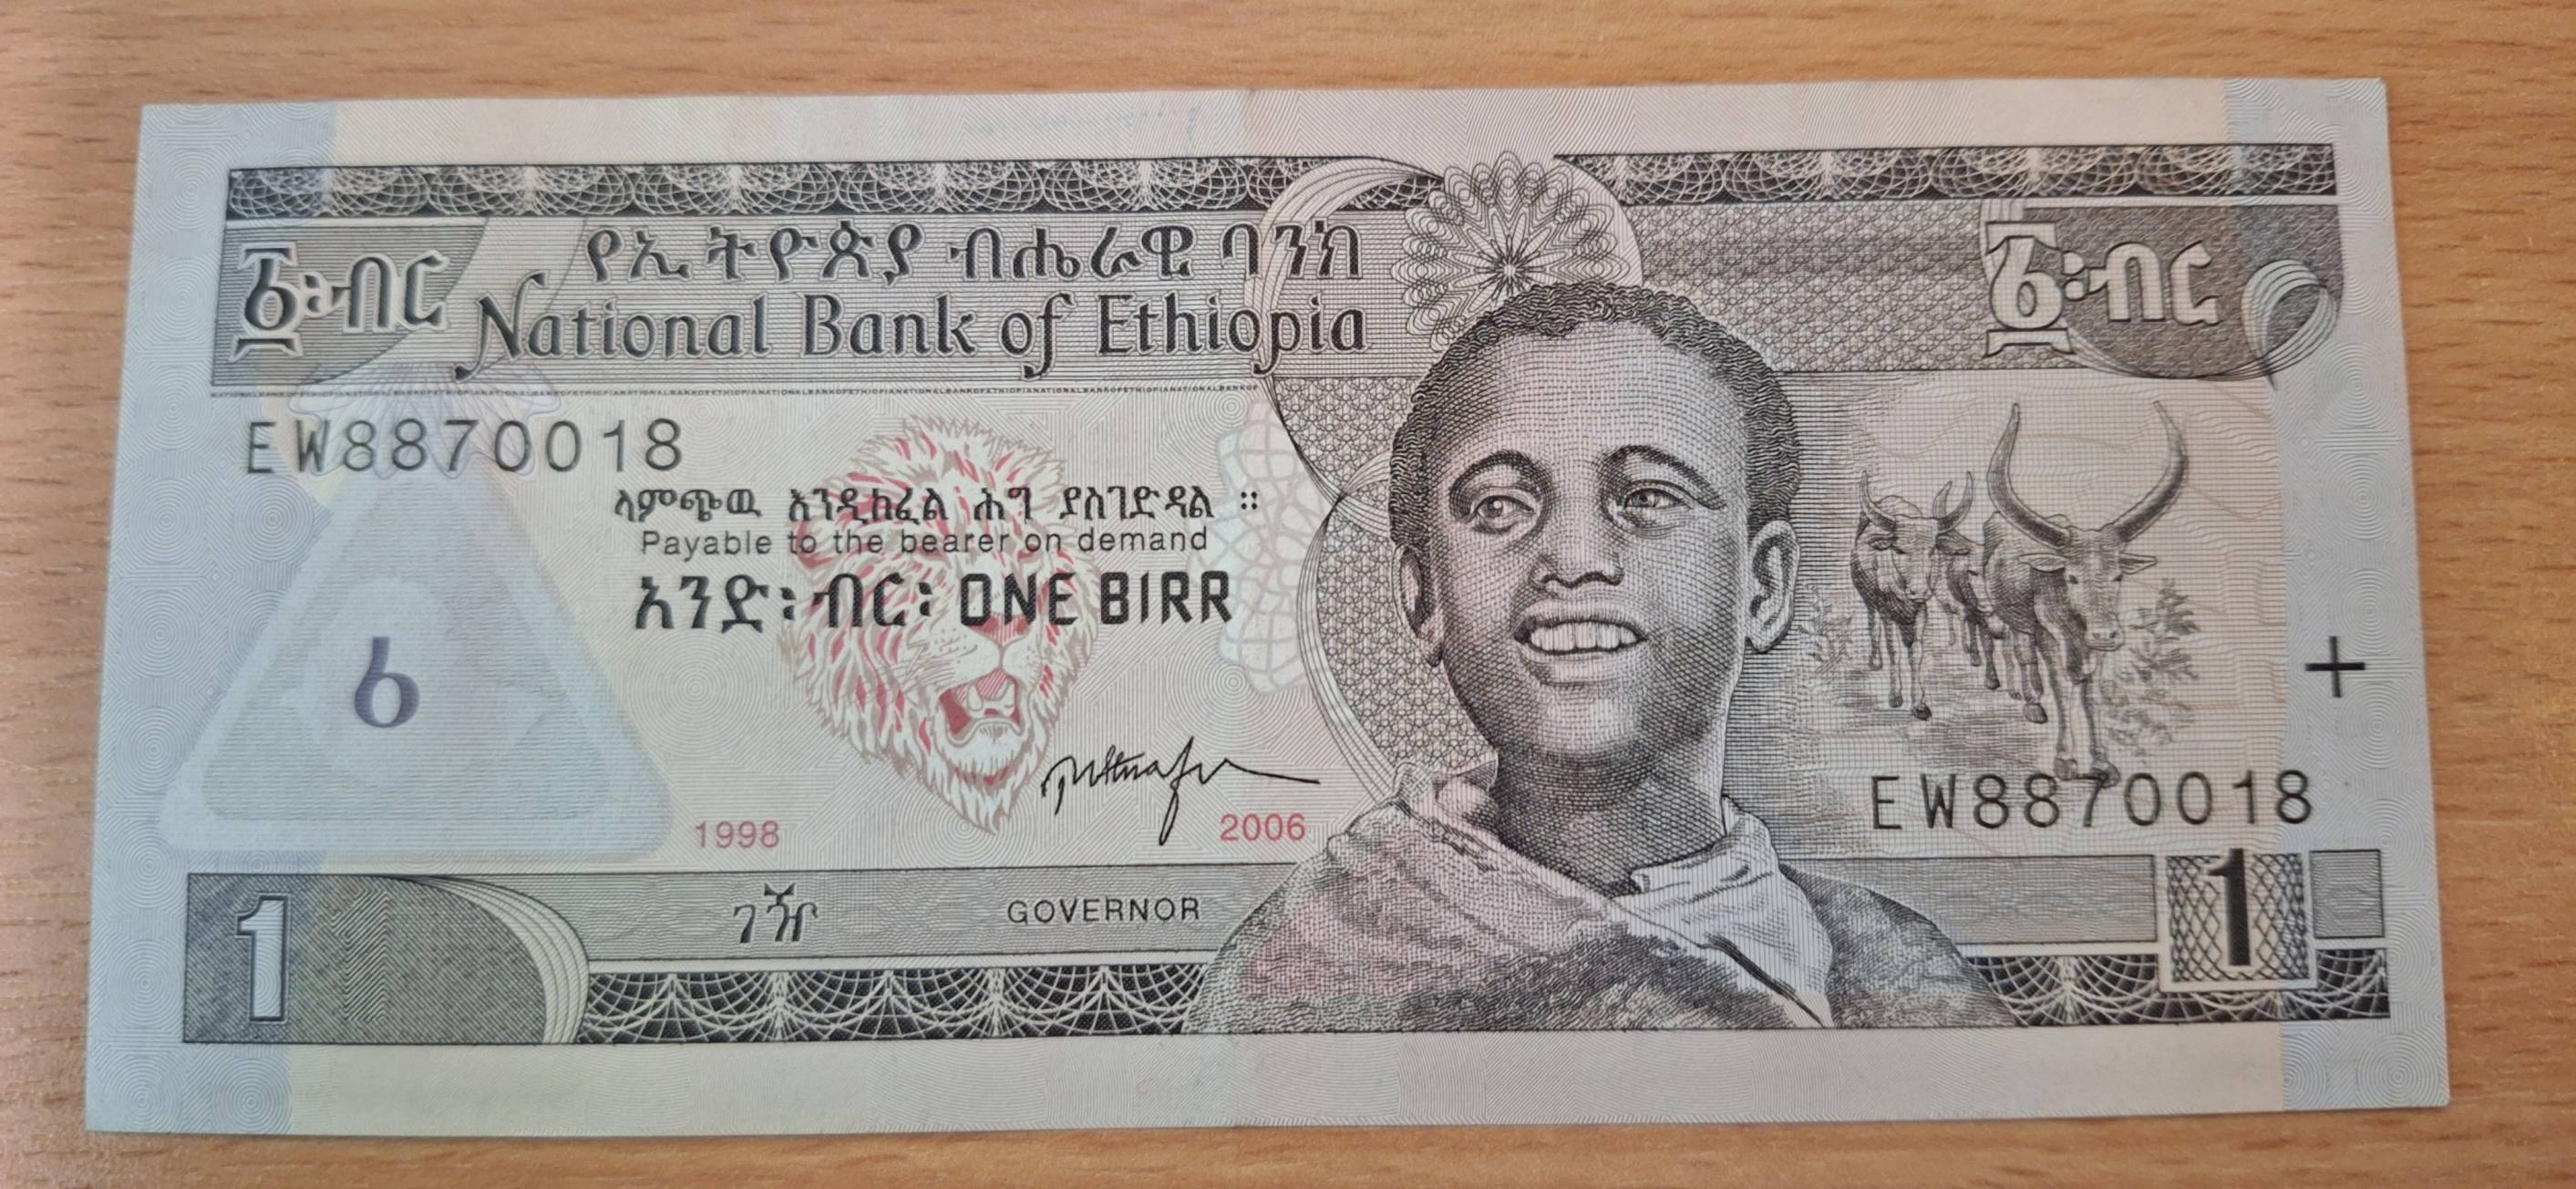 ፩፡ብር
የኢትዮጵያ ብሔራዊ ባንክ
፩፡ብር
National Bank of Ethiopia
EW8870018
ላምጭዉ እንዲከፈል ሕግ ያስገድዳል ።
Payable to the bearer on demand
አንድ፡ ብር፡ ONE BIRR
፩
+
EW8870018
1998
2006
1
ገዥ
GOVERNOR
1